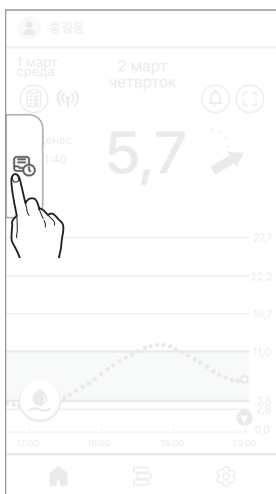 홍길동
1 март
среда
2 март
четврток
енес
1:40
5,7
27,7
22,2
16,7
11,0
3,8
2,8
0,0
17:00 18:00 19:00 20:00